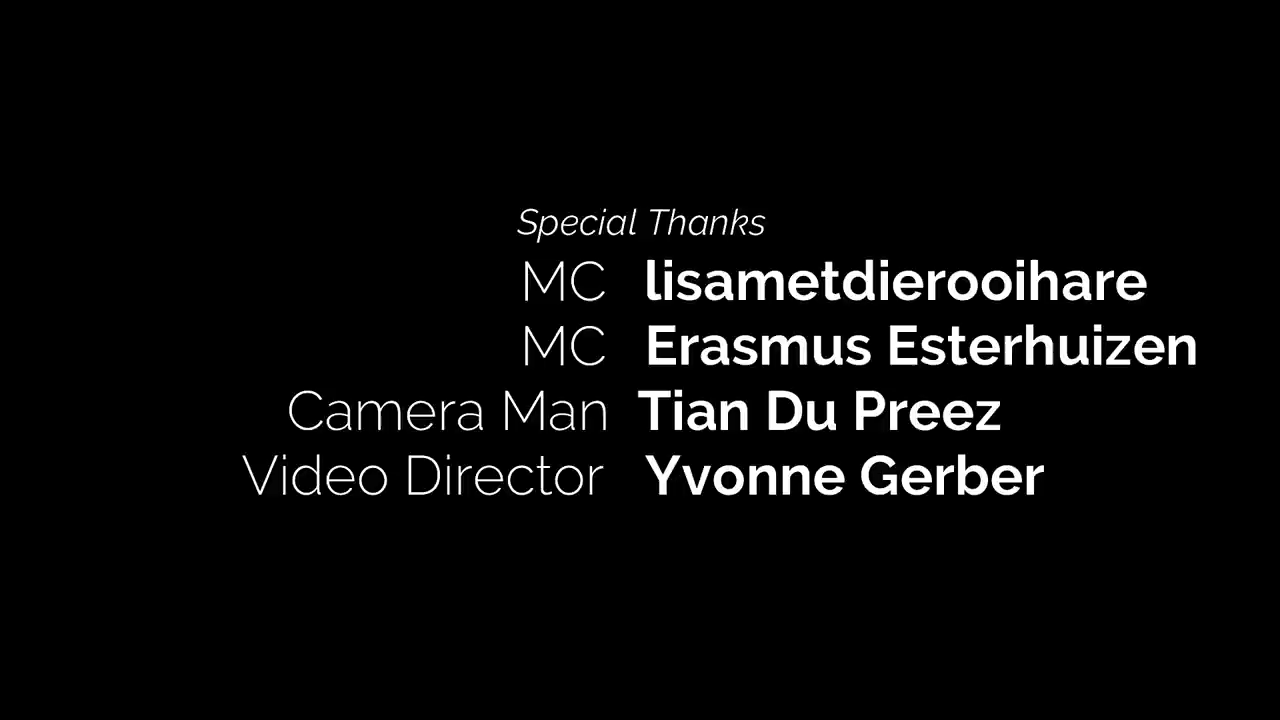 Special Thanks
MC lisametdierooihare
MC Erasmus Esterhuizen
Camera Man Tian Du Preez
Video Director Yvonne Gerber